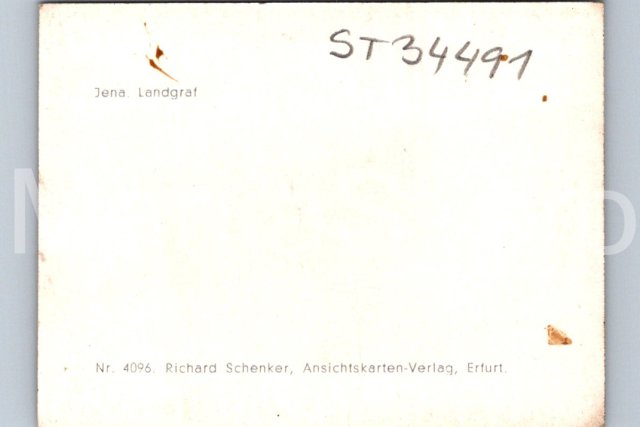 ST34491
Jena. Landgraf
Nr. 4096. Richard Schenker, Ansichtskarten-Verlag, Erfurt.